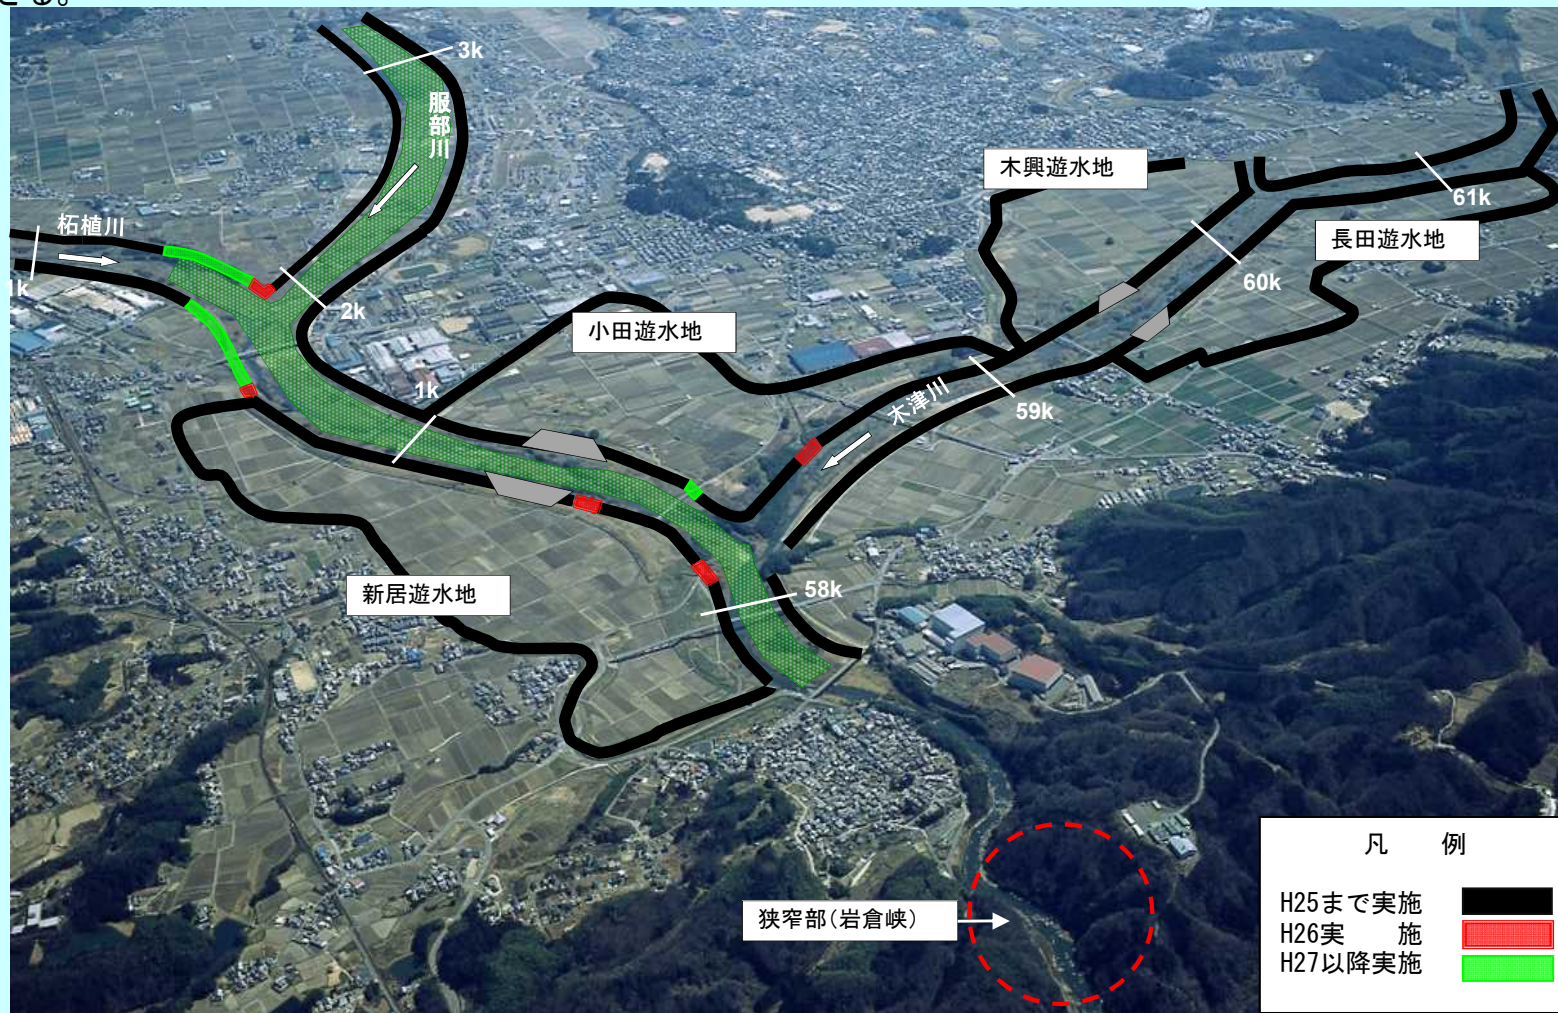 きる。
3k
服部川
木興遊水地
61k
柘植川
長田遊水地
1k
60k
2k
小田遊水地
1k
木津川
59k
新居遊水地
58k
凡 例
狭窄部(岩倉峡)
H25まで実施
H26実 施
H27以降実施